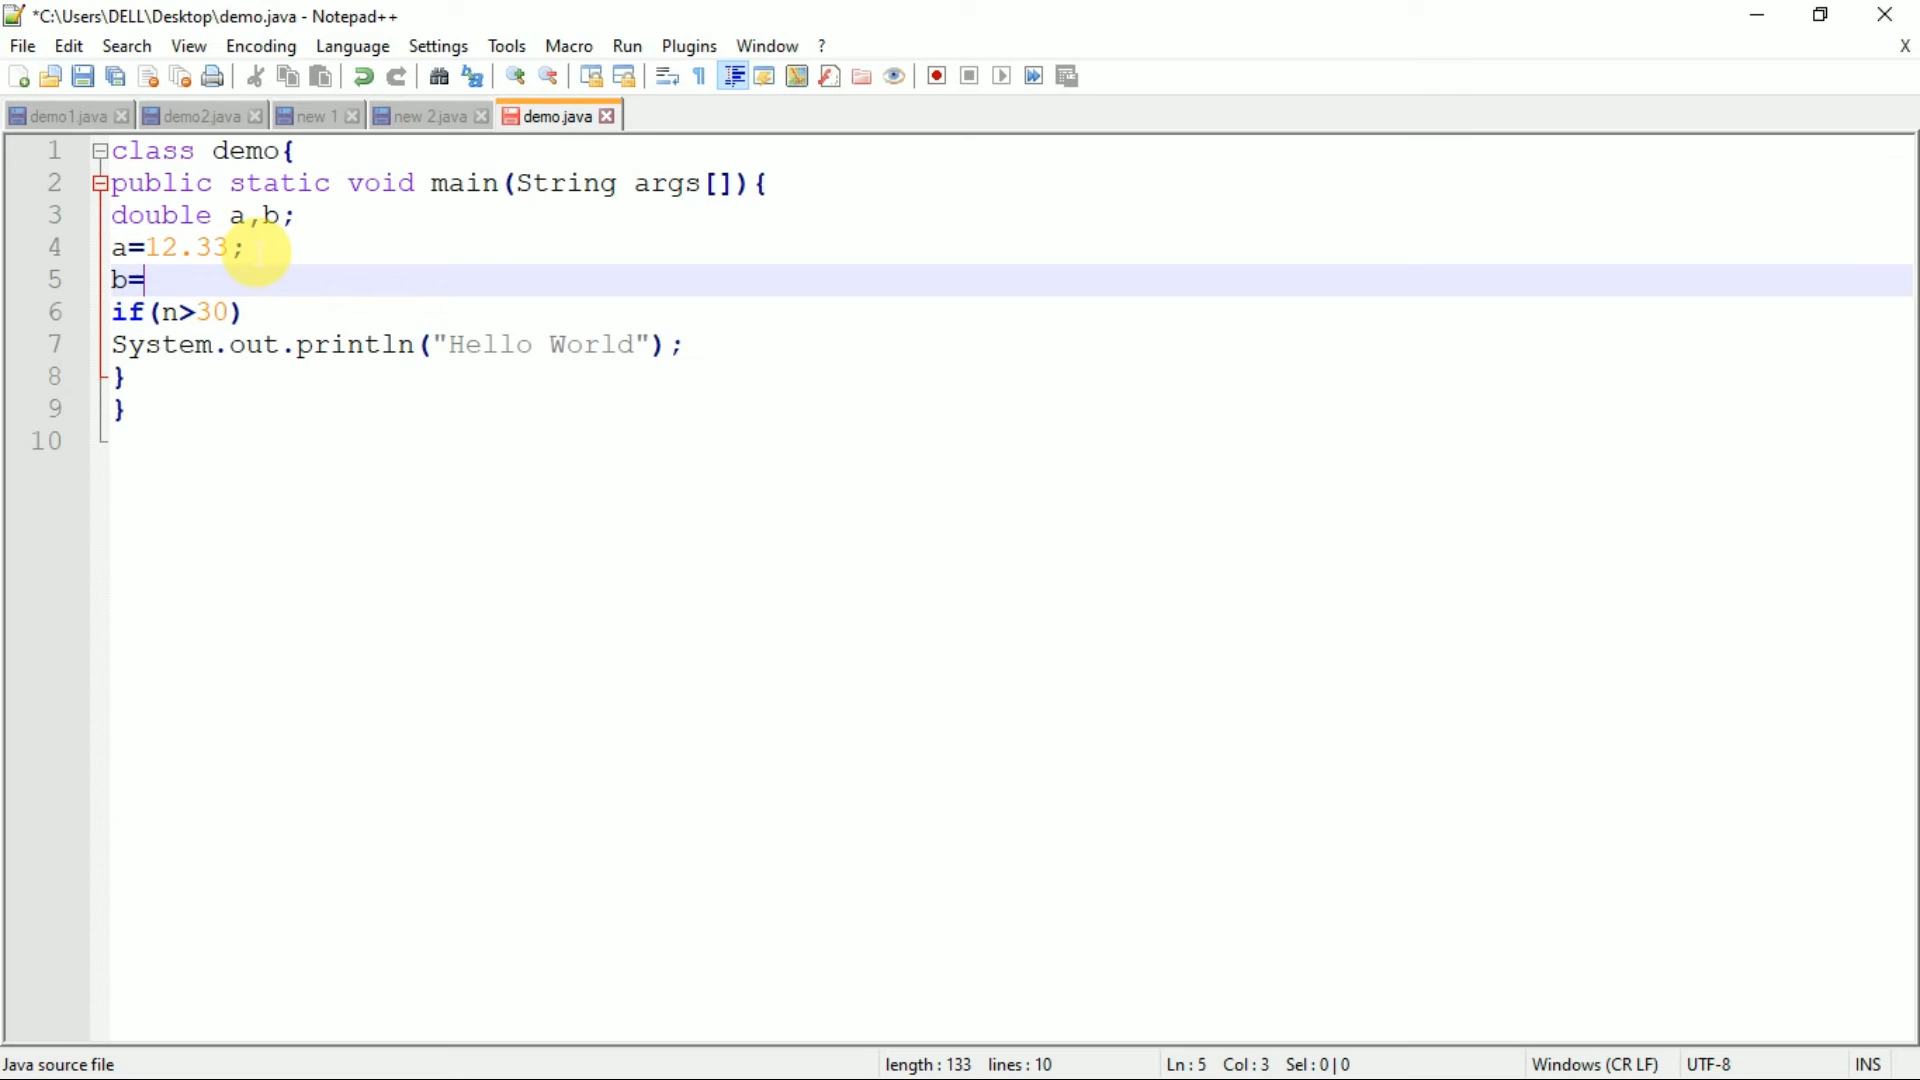 *C:\Users\DELL\Desktop\demo.java - Notepad++
File Edit Search View Encoding Language Settings Tools Macro Run Plugins Window ? X
demo1.java demo2.java new 1 new 2.java demo.java
1 class demo{
2 public static void main(String args[]){
3 double a,b;
4 a=12.33;
5 b=
6 if(n>30)
7 System.out.println("Hello World");
8 }
9 }
10
Java source file length : 133 lines : 10 Ln : 5 Col : 3 Sel : 0 | 0 Windows (CR LF) UTF-8 INS